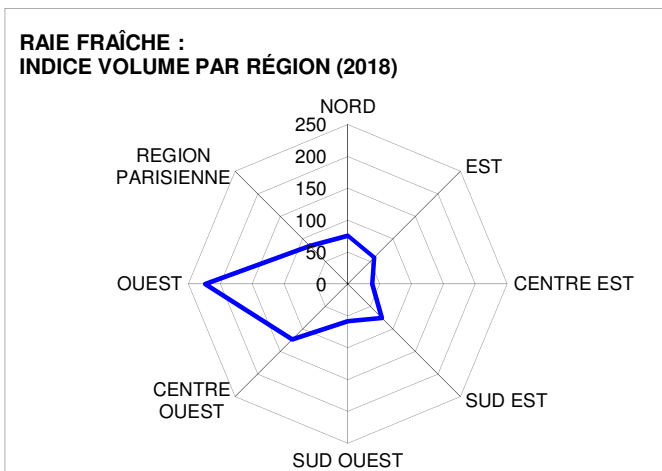 RAIE FRAÎCHE :
INDICE VOLUME PAR RÉGION (2018)
NORD
250
200
150
100
50
0
EST
CENTRE EST
SUD EST
SUD OUEST
CENTRE
OUEST
OUEST
REGION
PARISIENNE